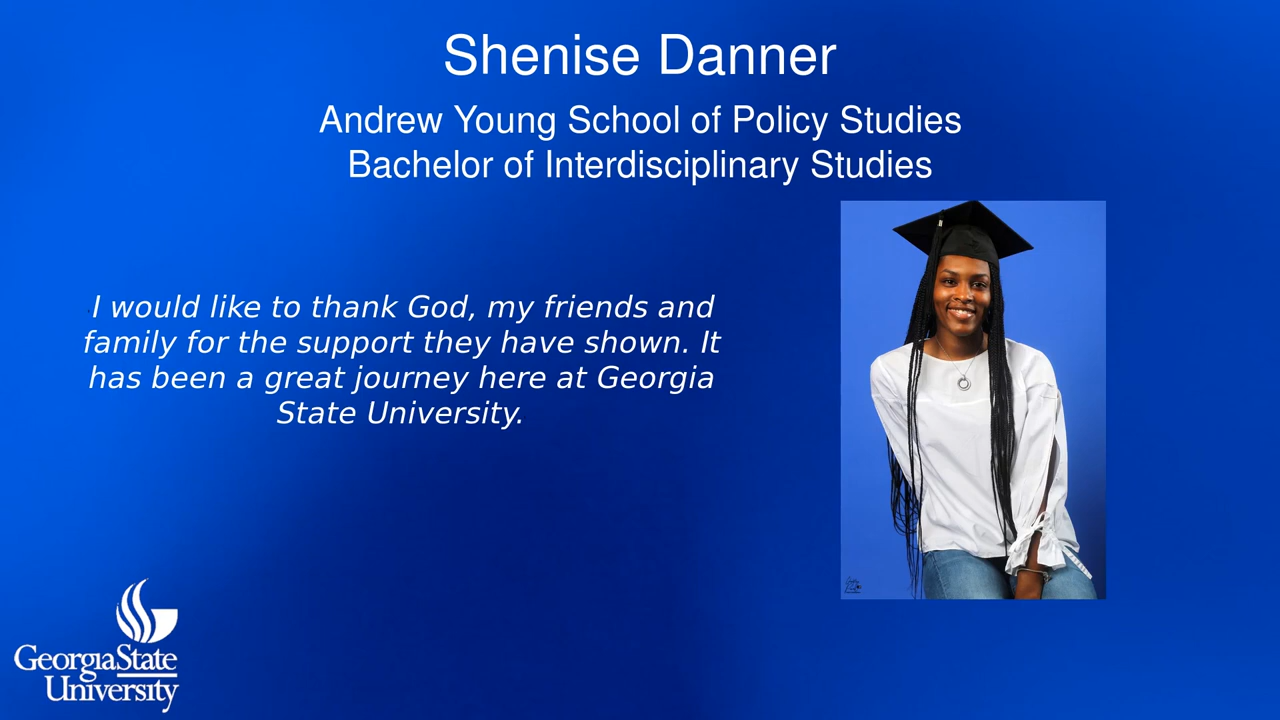 Shenise Danner
Andrew Young School of Policy Studies
Bachelor of Interdisciplinary Studies
I would like to thank God, my friends and
family for the support they have shown. It
has been a great journey here at Georgia
State University.
GeorgiaState
University